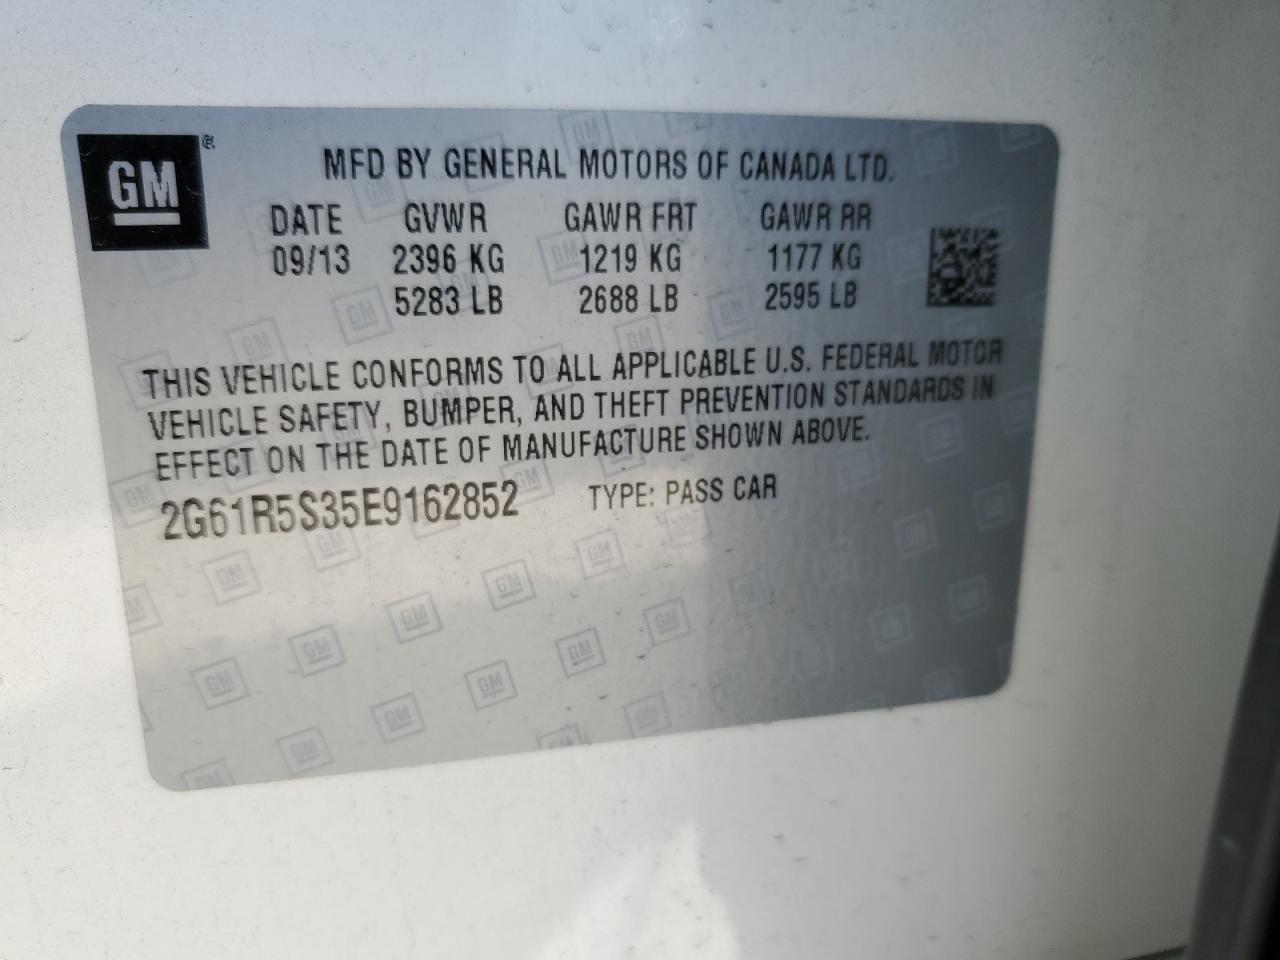 GM ®
MFD BY GENERAL MOTORS OF CANADA LTD.
DATE GVWR GAWR FRT GAWR RR
09/13 2396 KG 1219 KG 1177 KG
5283 LB 2688 LB 2595 LB
THIS VEHICLE CONFORMS TO ALL APPLICABLE U.S. FEDERAL MOTOR
VEHICLE SAFETY, BUMPER, AND THEFT PREVENTION STANDARDS IN
EFFECT ON THE DATE OF MANUFACTURE SHOWN ABOVE.
2G61R5S35E9162852 TYPE: PASS CAR